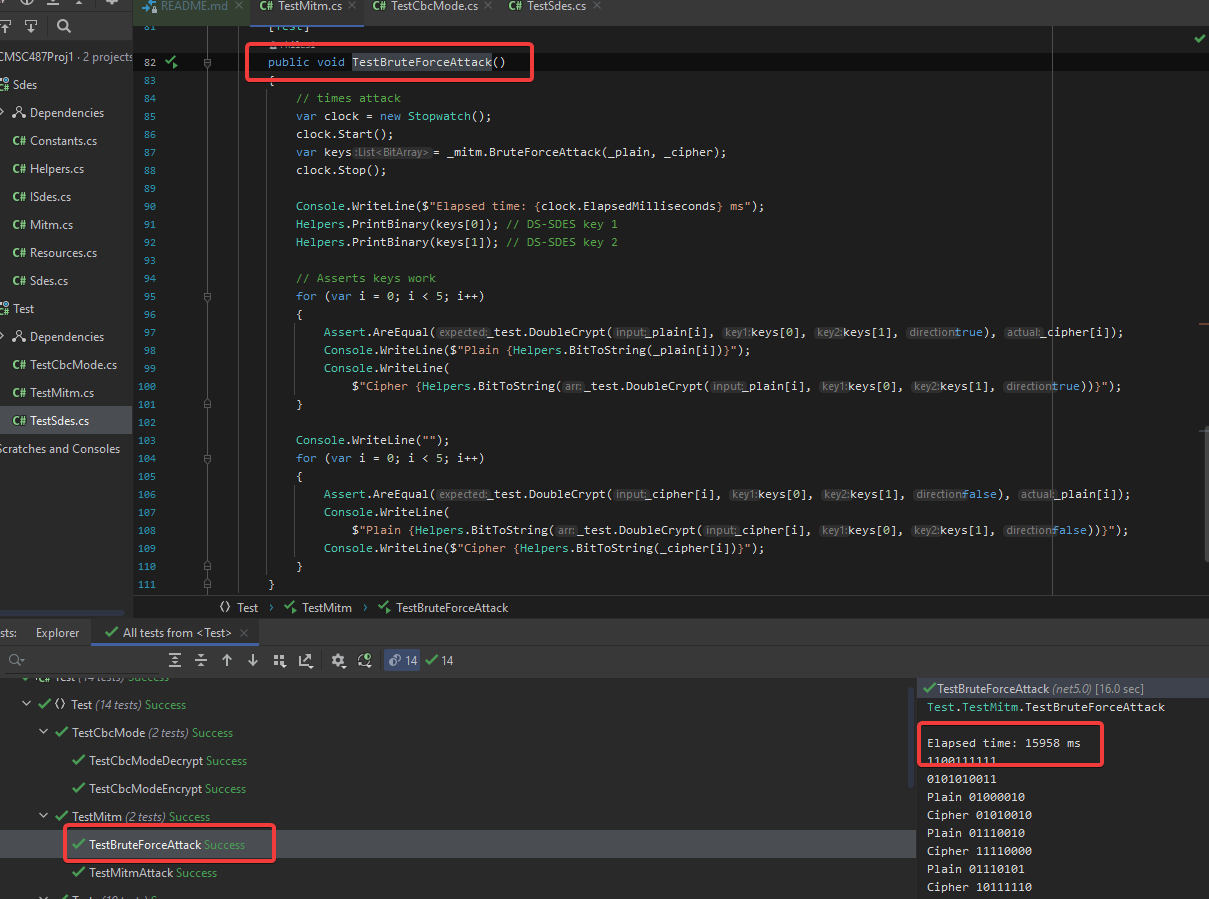 README.md × C# TestMitm.cs × C# TestCbcMode.cs × C# TestSdes.cs ×
CMSC487Proj1 · 2 projects
Sdes
Dependencies
C# Constants.cs
C# Helpers.cs
C# ISdes.cs
C# Mitm.cs
C# Resources.cs
C# Sdes.cs
Test
Dependencies
C# TestCbcMode.cs
C# TestMitm.cs
C# TestSdes.cs
Scratches and Consoles
81 [Test]
82 public void TestBruteForceAttack()
83 {
84 // times attack
85 var clock = new Stopwatch();
86 clock.Start();
87 var keys :List<BitArray> = _mitm.BruteForceAttack(_plain, _cipher);
88 clock.Stop();
89
90 Console.WriteLine($"Elapsed time: {clock.ElapsedMilliseconds} ms");
91 Helpers.PrintBinary(keys[0]); // DS-SDES key 1
92 Helpers.PrintBinary(keys[1]); // DS-SDES key 2
93
94 // Asserts keys work
95 for (var i = 0; i < 5; i++)
96 {
97 Assert.AreEqual( expected: _test.DoubleCrypt( input: _plain[i], key1: keys[0], key2: keys[1], direction: true), actual: _cipher[i]);
98 Console.WriteLine($"Plain {Helpers.BitToString(_plain[i])}");
99 Console.WriteLine(
100 $"Cipher {Helpers.BitToString( arr: _test.DoubleCrypt( input: _plain[i], key1: keys[0], key2: keys[1], direction: true))}");
101 }
102
103 Console.WriteLine("");
104 for (var i = 0; i < 5; i++)
105 {
106 Assert.AreEqual( expected: _test.DoubleCrypt( input: _cipher[i], key1: keys[0], key2: keys[1], direction: false), actual: _plain[i]);
107 Console.WriteLine(
108 $"Plain {Helpers.BitToString( arr: _test.DoubleCrypt( input: _cipher[i], key1: keys[0], key2: keys[1], direction: false))}");
109 Console.WriteLine($"Cipher {Helpers.BitToString(_cipher[i])}");
110 }
111 }
Test › TestMitm › TestBruteForceAttack
sts: Explorer All tests from <Test> ×
14 14
Test (14 tests) Success
Test (14 tests) Success
TestCbcMode (2 tests) Success
TestCbcModeDecrypt Success
TestCbcModeEncrypt Success
TestMitm (2 tests) Success
TestBruteForceAttack Success
TestMitmAttack Success
TestBruteForceAttack (net5.0) [16.0 sec]
Test.TestMitm.TestBruteForceAttack
Elapsed time: 15958 ms
1100111111
0101010011
Plain 01000010
Cipher 01010010
Plain 01110010
Cipher 11110000
Plain 01110101
Cipher 10111110